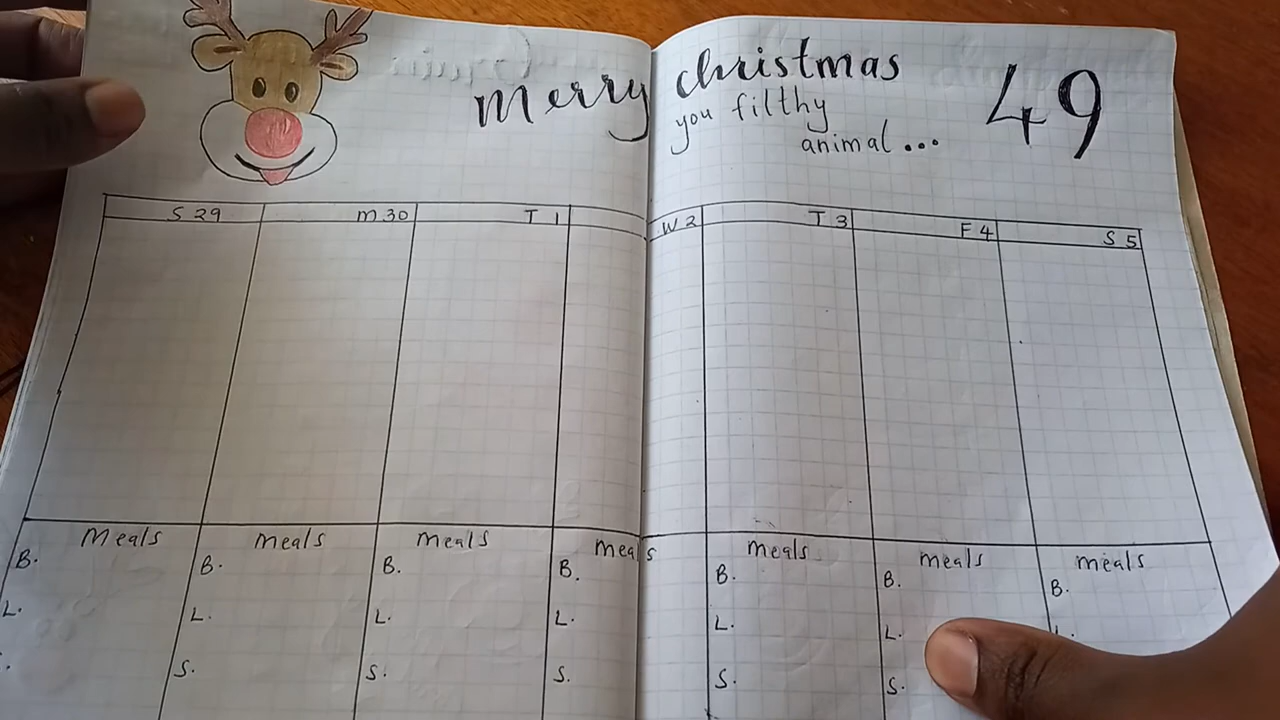 merry christmas
you filthy
animal...
49
S 29 M 30 T 1 W 2 T 3 F 4 S 5
Meals meals meals meals meals meals meals
B. B. B. B. B. B. B.
L. L. L. L. L. L. L.
S. S. S. S. S.